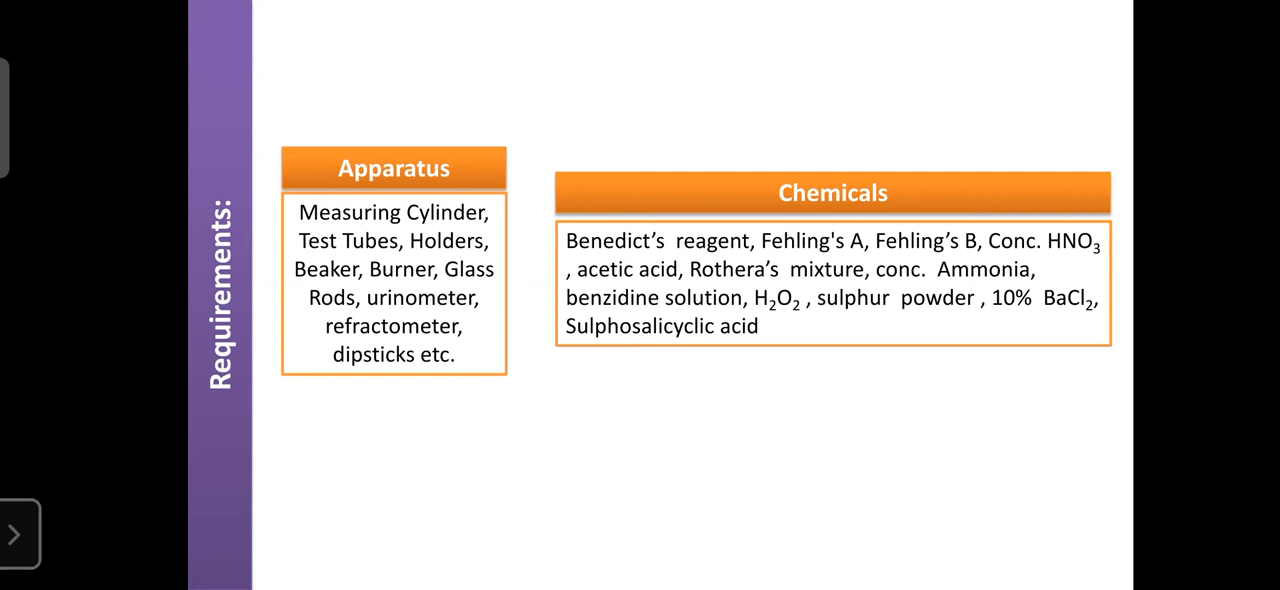 Requirements:
Apparatus
Measuring Cylinder,
Test Tubes, Holders,
Beaker, Burner, Glass
Rods, urinometer,
refractometer,
dipsticks etc.
Chemicals
Benedict’s reagent, Fehling's A, Fehling’s B, Conc. HNO₃
, acetic acid, Rothera’s mixture, conc. Ammonia,
benzidine solution, H₂O₂ , sulphur powder , 10% BaCl₂,
Sulphosalicyclic acid